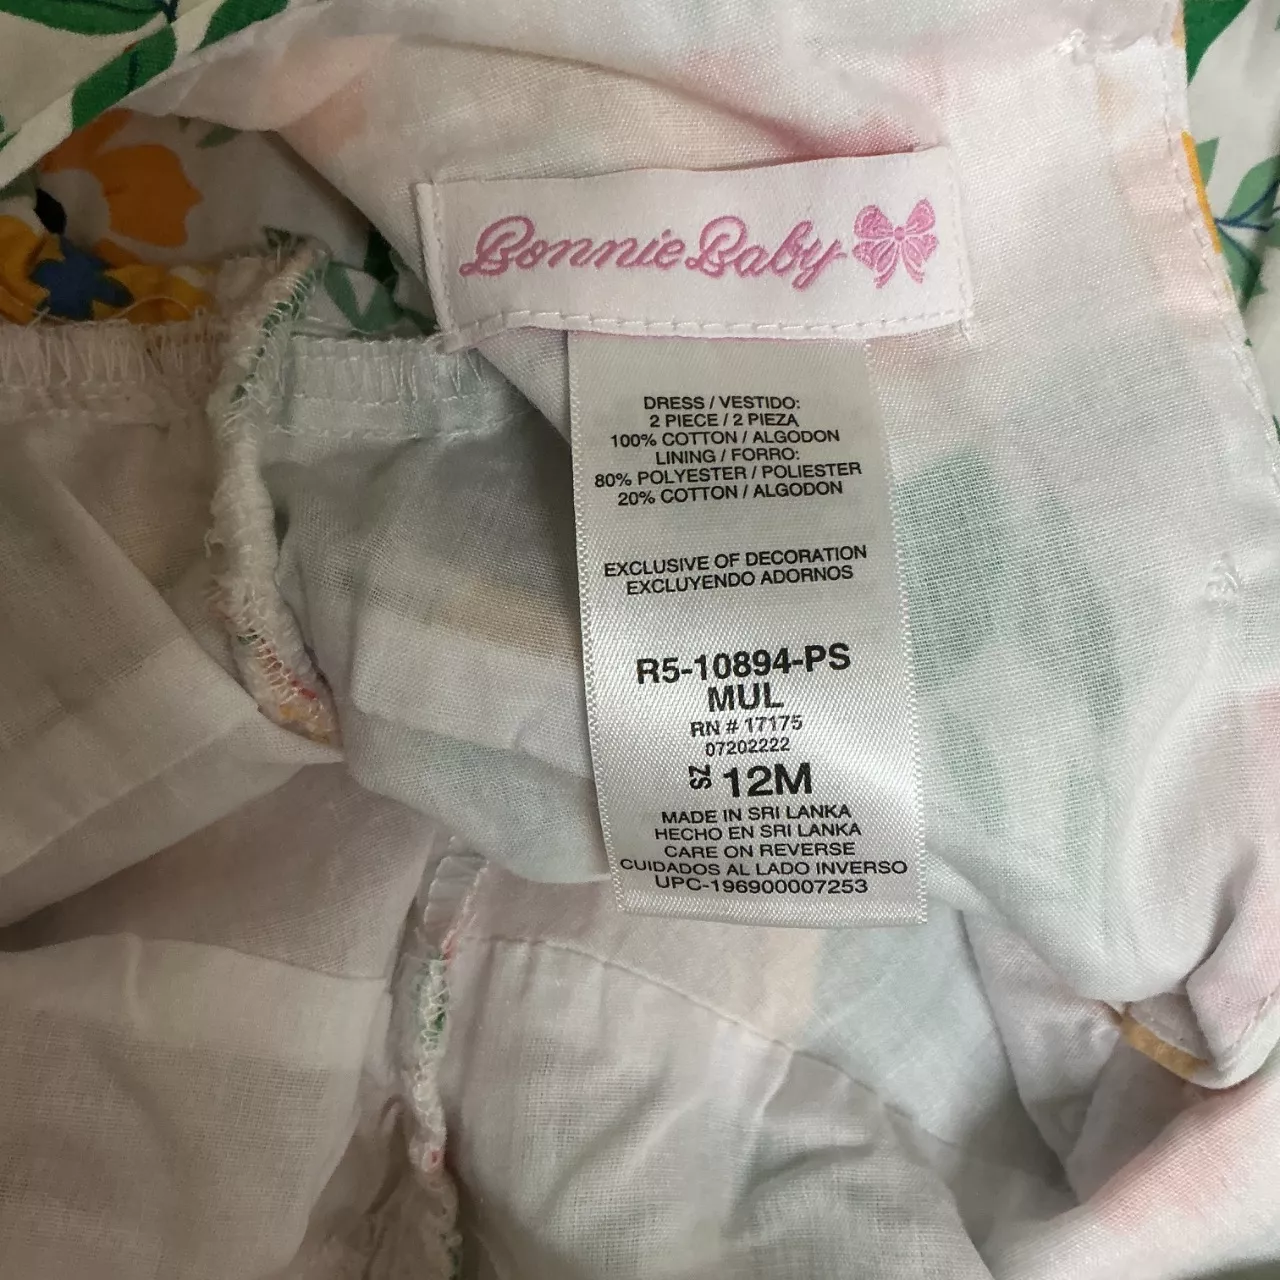 Bonnie Baby
DRESS / VESTIDO:
2 PIECE / 2 PIEZA
100% COTTON / ALGODON
LINING / FORRO:
80% POLYESTER / POLIESTER
20% COTTON / ALGODON
EXCLUSIVE OF DECORATION
EXCLUYENDO ADORNOS
R5-10894-PS
MUL
RN # 17175
07202222
SZ 12M
MADE IN SRI LANKA
HECHO EN SRI LANKA
CARE ON REVERSE
CUIDADOS AL LADO INVERSO
UPC-196900007253